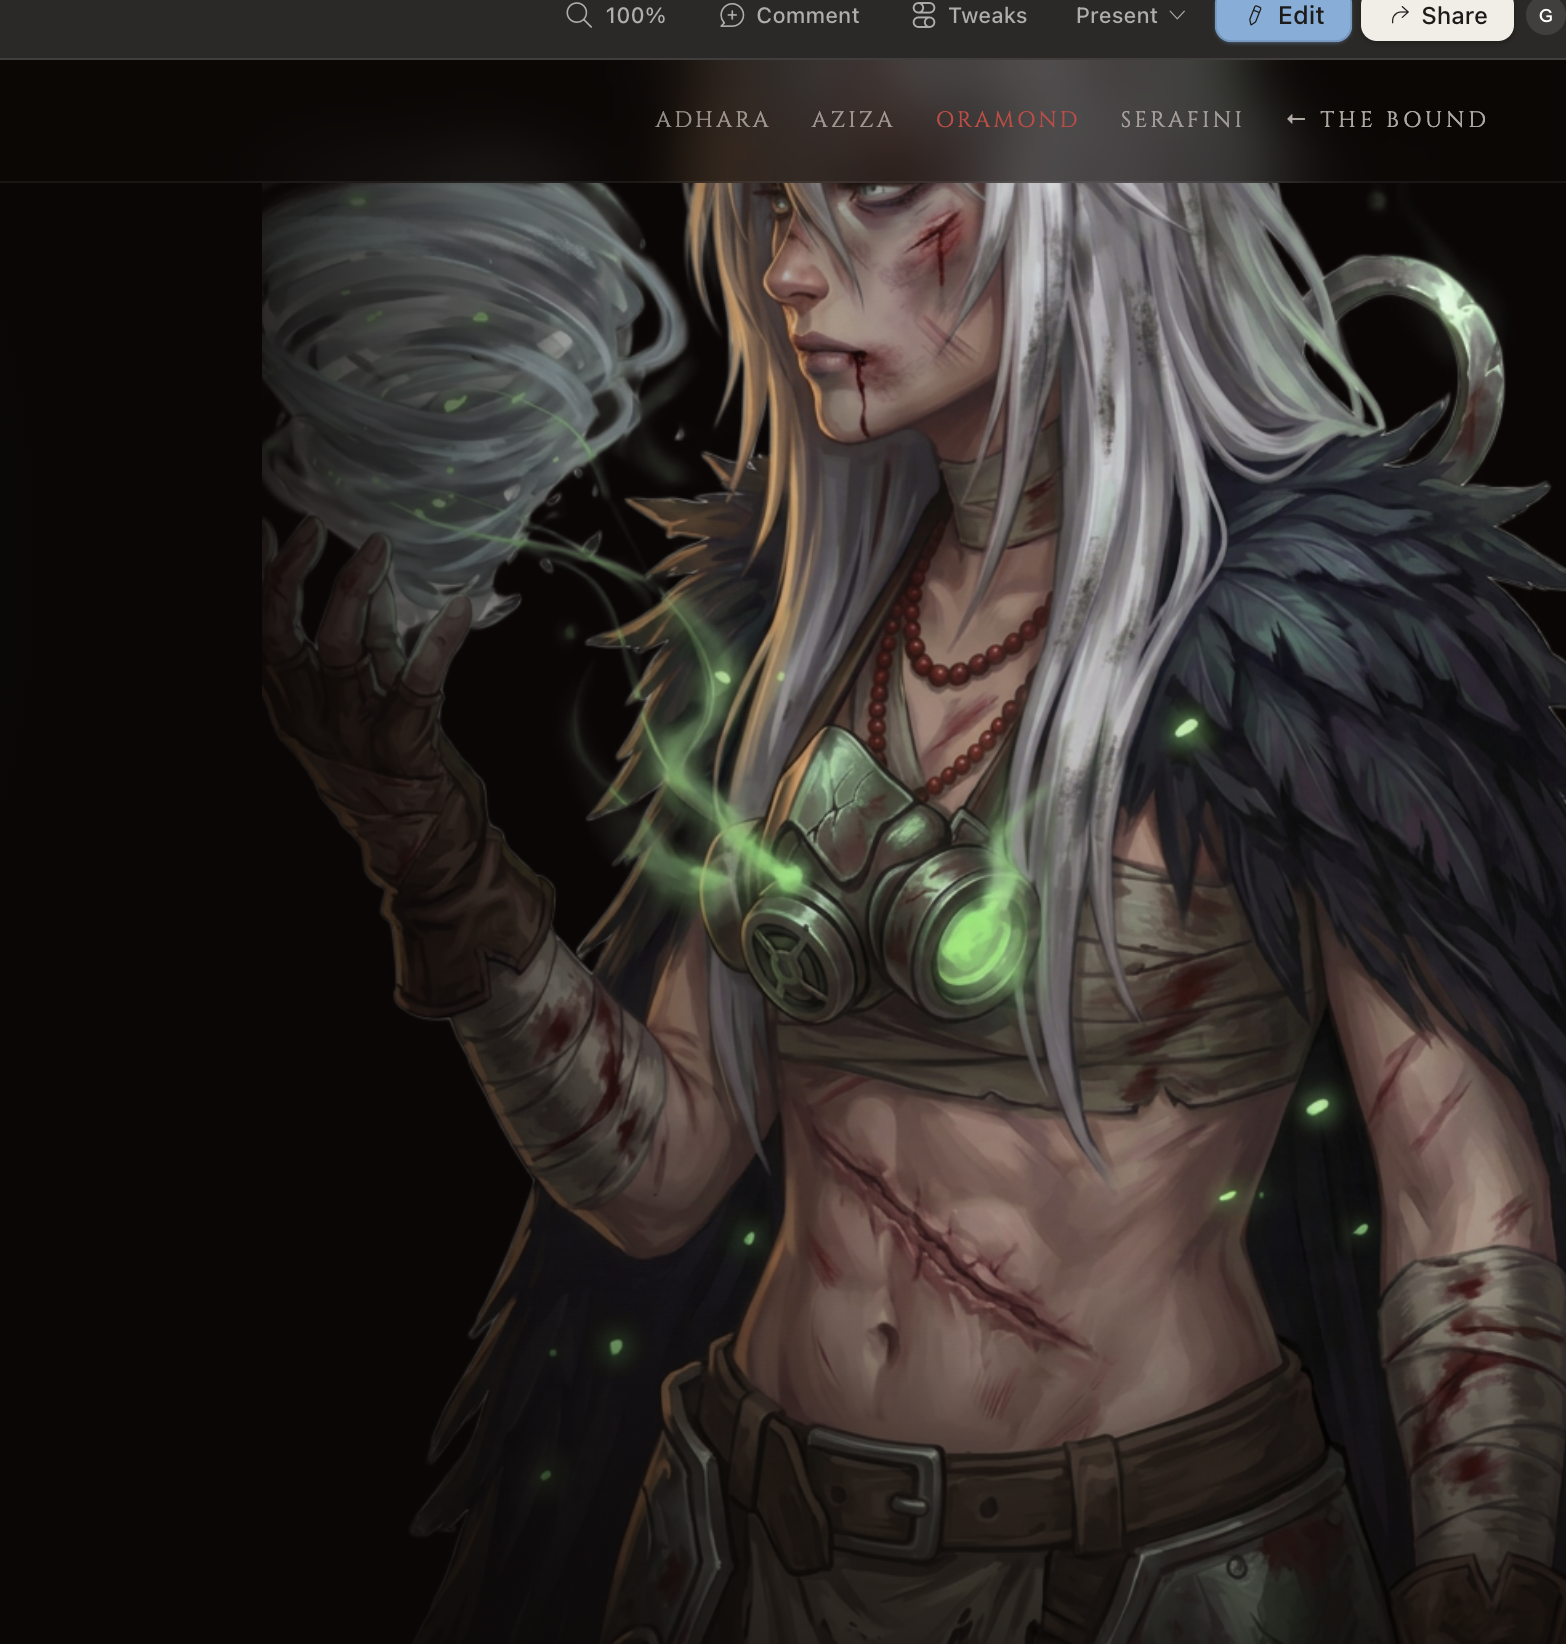 100% Comment Tweaks Present Edit Share G
ADHARA AZIZA ORAMOND SERAFINI ← THE BOUND